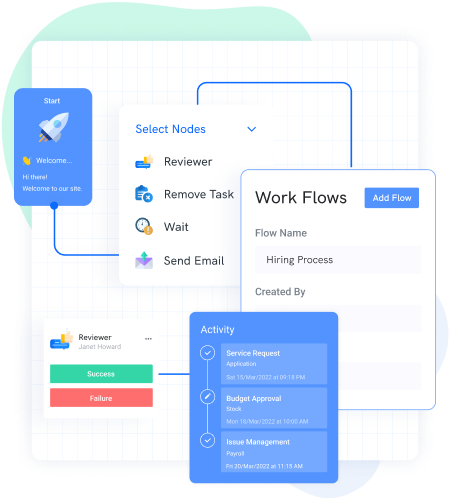 Start
👋 Welcome...
Hi there!
Welcome to our site.
Select Nodes
Reviewer
Remove Task
Wait
Send Email
Work Flows
Add Flow
Flow Name
Hiring Process
Created By
Reviewer
Janet Howard
Success
Failure
Activity
Service Request
Application
Sat 15/Mar/2022 at 09:15 PM
Budget Approval
Stock
Mon 16/Mar/2022 at 10:00 AM
Issue Management
Payroll
Fri 20/Mar/2022 at 11:15 AM